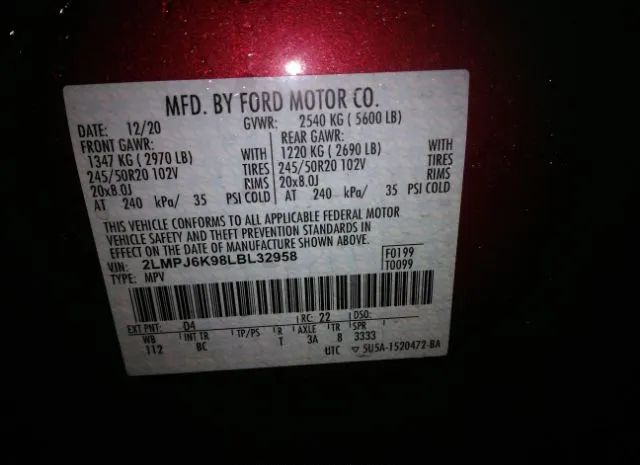 MFD. BY FORD MOTOR CO.
DATE: 12/20 GVWR: 2540 KG (5600 LB)
FRONT GAWR: REAR GAWR:
1347 KG (2970 LB) WITH 1220 KG (2690 LB) WITH
245/50R20 102V TIRES 245/50R20 102V TIRES
20x8.0J RIMS 20x8.0J RIMS
AT 240 kPa/ 35 PSI COLD AT 240 kPa/ 35 PSI COLD
THIS VEHICLE CONFORMS TO ALL APPLICABLE FEDERAL MOTOR
VEHICLE SAFETY AND THEFT PREVENTION STANDARDS IN
EFFECT ON THE DATE OF MANUFACTURE SHOWN ABOVE.
VIN: 2LMPJ6K98LBL32958 F0199
TYPE: MPV T0099
EXT PNT: D4 RC: 22 DSO:
WB INT TR TP/PS R AXLE TR SPR
112 BC T 3A 8 3333
UTC ▽ 5U5A-1520472-BA